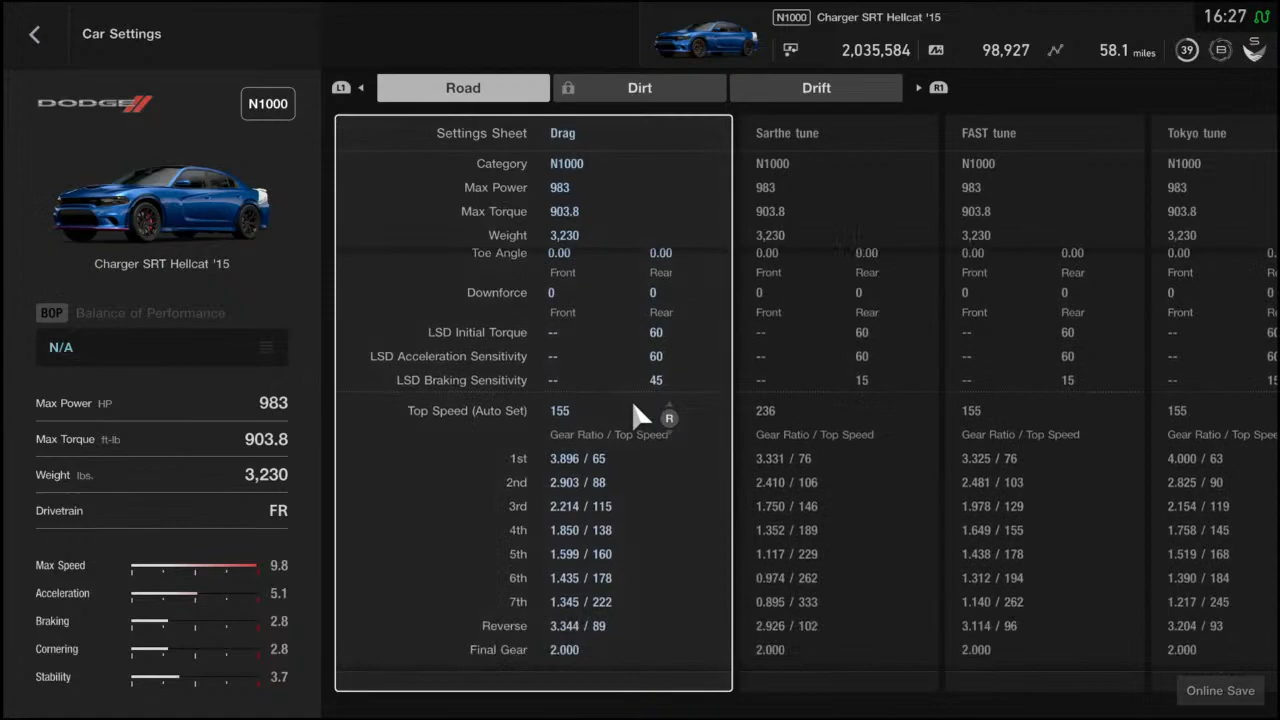 Car Settings
N1000 Charger SRT Hellcat '15
2,035,584 98,927 58.1 miles 39 B S
16:27
DODGE
N1000
Charger SRT Hellcat '15
BOP Balance of Performance
N/A
Max Power HP 983
Max Torque ft-lb 903.8
Weight lbs. 3,230
Drivetrain FR
Max Speed 9.8
Acceleration 5.1
Braking 2.8
Cornering 2.8
Stability 3.7
L1 Road Dirt Drift R1
Settings Sheet Drag Sarthe tune FAST tune Tokyo tune
Category N1000 N1000 N1000 N1000
Max Power 983 983 983 983
Max Torque 903.8 903.8 903.8 903.8
Weight 3,230 3,230 3,230 3,230
Toe Angle 0.00 0.00 0.00 0.00 0.00 0.00 0.00 0.0
Front Rear Front Rear Front Rear Front Rea
Downforce 0 0 0 0 0 0 0 0
Front Rear Front Rear Front Rear Front Rea
LSD Initial Torque -- 60 -- 60 -- 60 -- 60
LSD Acceleration Sensitivity -- 60 -- 60 -- 60 -- 60
LSD Braking Sensitivity -- 45 -- 15 -- 15 -- 15
Top Speed (Auto Set) 155 236 155 155
R
Gear Ratio / Top Speed Gear Ratio / Top Speed Gear Ratio / Top Speed Gear Ratio / Top Spee
1st 3.896 / 65 3.331 / 76 3.325 / 76 4.000 / 63
2nd 2.903 / 88 2.410 / 106 2.481 / 103 2.825 / 90
3rd 2.214 / 115 1.750 / 146 1.978 / 129 2.154 / 119
4th 1.850 / 138 1.352 / 189 1.649 / 155 1.758 / 145
5th 1.599 / 160 1.117 / 229 1.438 / 178 1.519 / 168
6th 1.435 / 178 0.974 / 262 1.312 / 194 1.390 / 184
7th 1.345 / 222 0.895 / 333 1.140 / 262 1.217 / 245
Reverse 3.344 / 89 2.926 / 102 3.114 / 96 3.204 / 93
Final Gear 2.000 2.000 2.000 2.000
Online Save